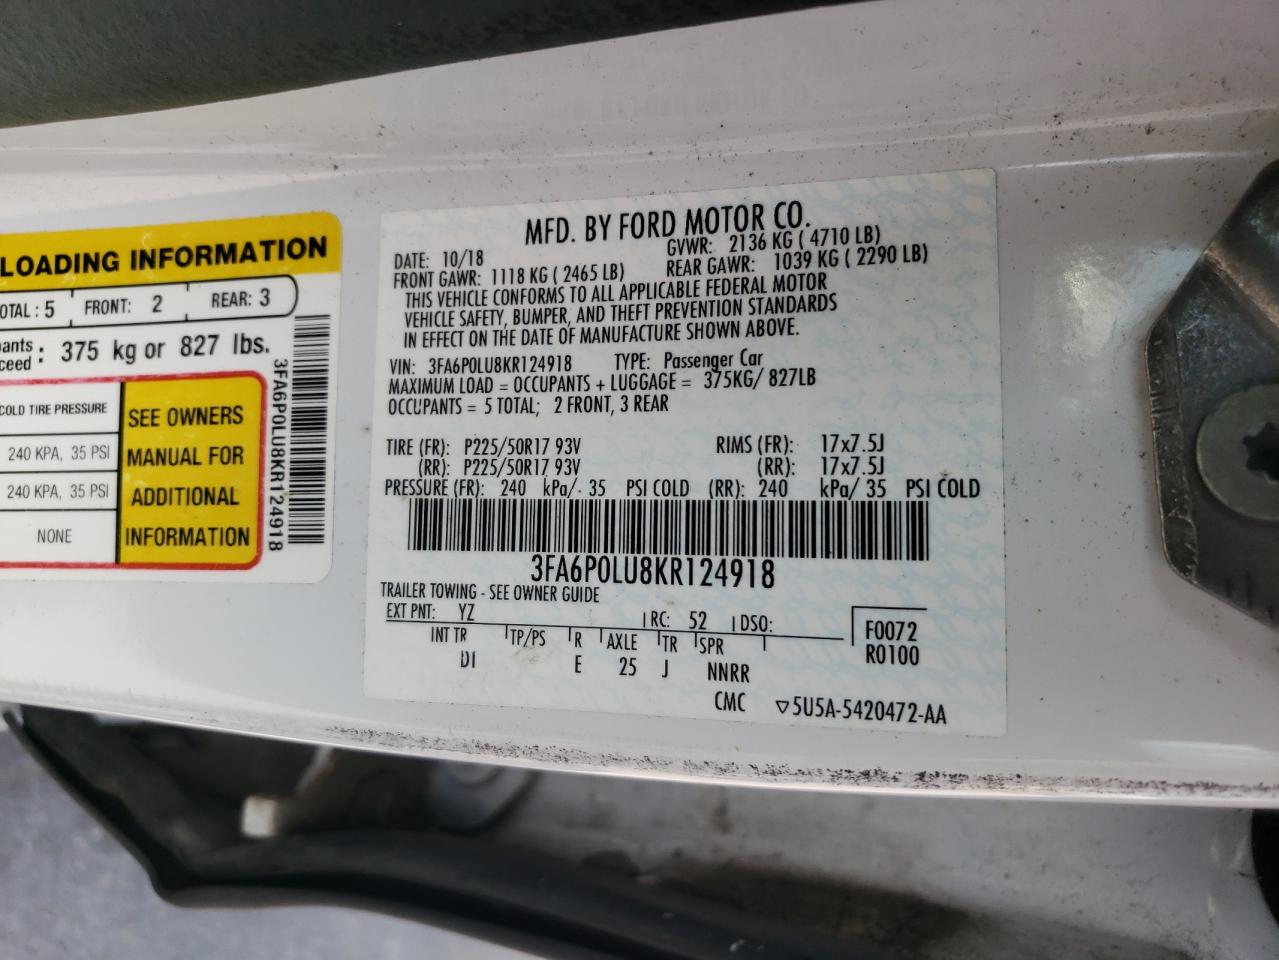 LOADING INFORMATION
OTAL : 5 FRONT: 2 REAR: 3
pants
ceed : 375 kg or 827 lbs.
COLD TIRE PRESSURE
240 KPA, 35 PSI
240 KPA, 35 PSI
NONE
SEE OWNERS
MANUAL FOR
ADDITIONAL
INFORMATION
3FA6P0LU8KR124918
MFD. BY FORD MOTOR CO.
DATE: 10/18 GVWR: 2136 KG ( 4710 LB)
FRONT GAWR: 1118 KG ( 2465 LB) REAR GAWR: 1039 KG ( 2290 LB)
THIS VEHICLE CONFORMS TO ALL APPLICABLE FEDERAL MOTOR
VEHICLE SAFETY, BUMPER, AND THEFT PREVENTION STANDARDS
IN EFFECT ON THE DATE OF MANUFACTURE SHOWN ABOVE.
VIN: 3FA6P0LU8KR124918 TYPE: Passenger Car
MAXIMUM LOAD = OCCUPANTS + LUGGAGE = 375KG/ 827LB
OCCUPANTS = 5 TOTAL; 2 FRONT, 3 REAR
TIRE (FR): P225/50R17 93V RIMS (FR): 17x7.5J
(RR): P225/50R17 93V (RR): 17x7.5J
PRESSURE (FR): 240 kPa/ 35 PSI COLD (RR): 240 kPa/ 35 PSI COLD
3FA6P0LU8KR124918
TRAILER TOWING - SEE OWNER GUIDE
EXT PNT: YZ RC: 52 DSO: F0072
INT TR TP/PS R AXLE TR SPR R0100
DI E 25 J NNRR
CMC ▽5U5A-5420472-AA